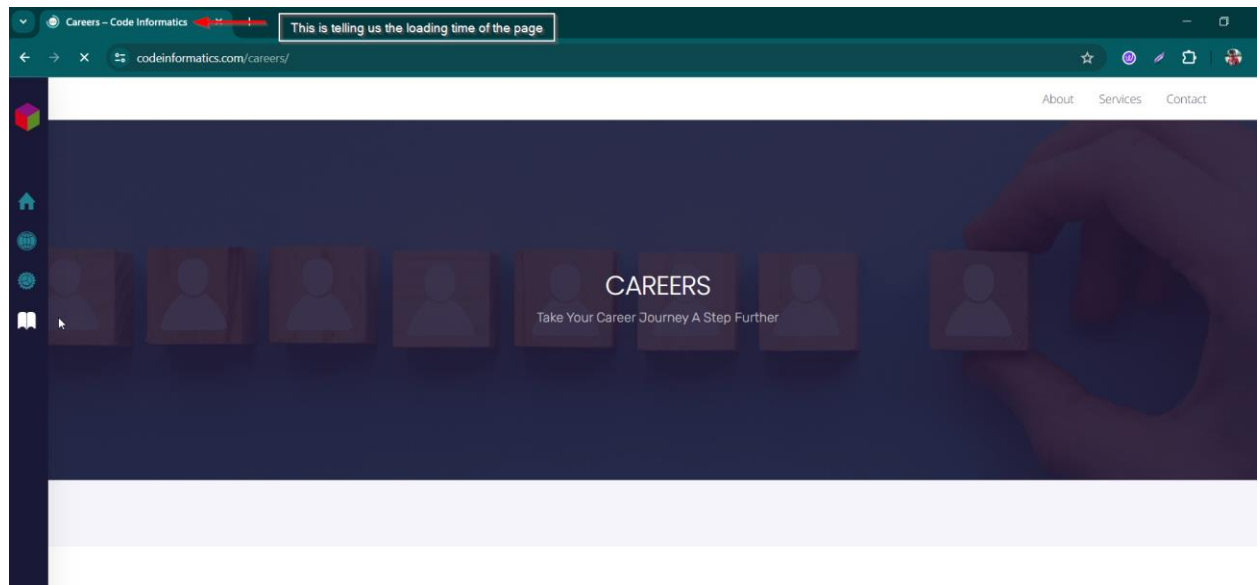 Careers – Code Informatics
This is telling us the loading time of the page
codeinformatics.com/careers/
About Services Contact
CAREERS
Take Your Career Journey A Step Further